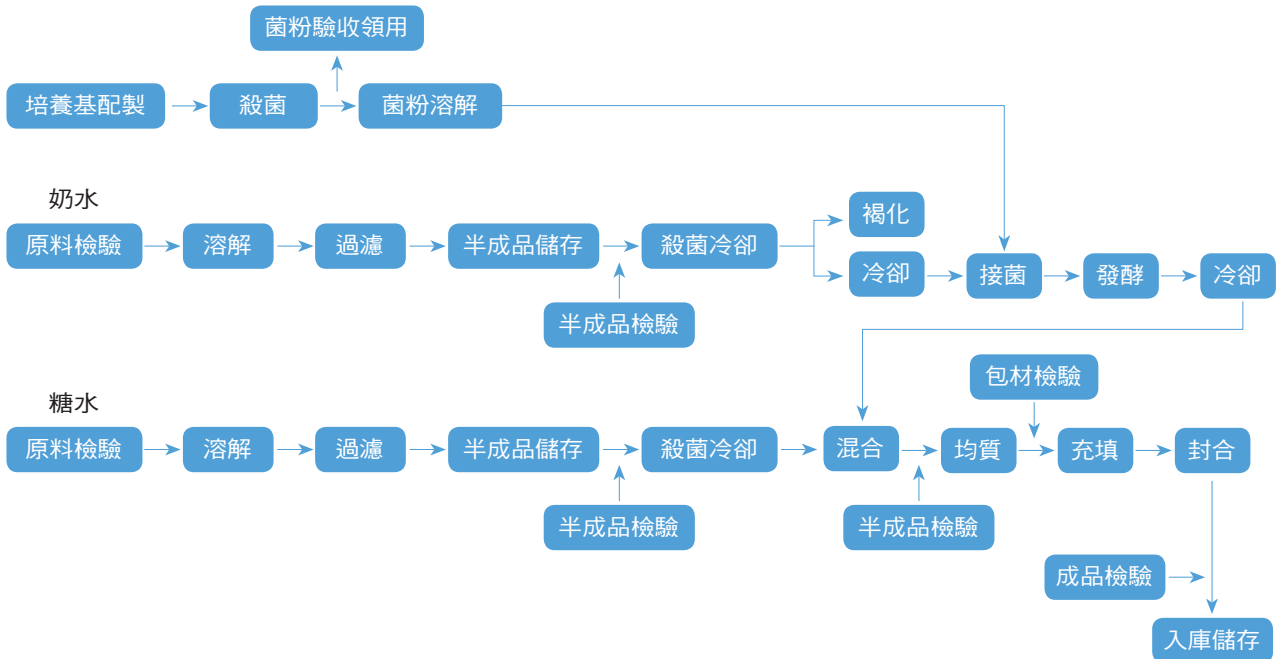 菌粉驗收領用
培養基配製
殺菌
菌粉溶解
奶水
原料檢驗
溶解
過濾
半成品儲存
殺菌冷卻
褐化
冷卻
接菌
發酵
冷卻
半成品檢驗
包材檢驗
糖水
原料檢驗
溶解
過濾
半成品儲存
殺菌冷卻
混合
均質
充填
封合
半成品檢驗
半成品檢驗
成品檢驗
入庫儲存